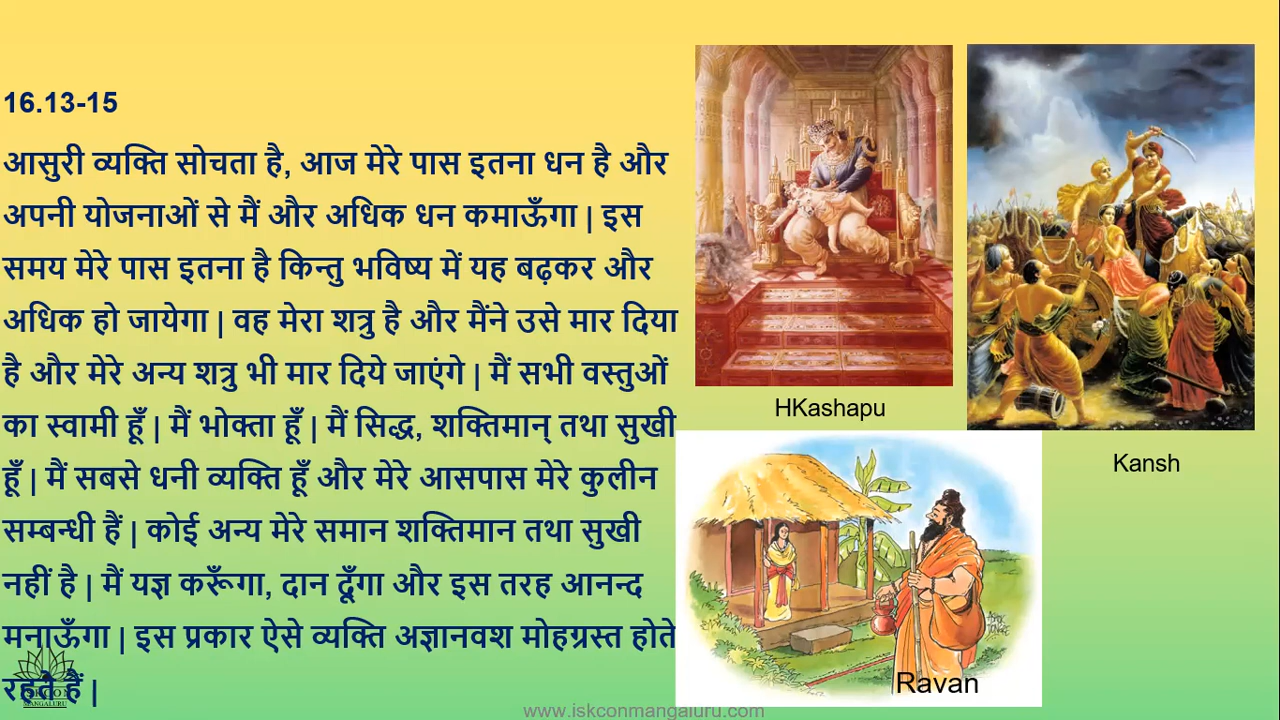 16.13-15
आसुरी व्यक्ति सोचता है, आज मेरे पास इतना धन है और
अपनी योजनाओं से मैं और अधिक धन कमाऊँगा | इस
समय मेरे पास इतना है किन्तु भविष्य में यह बढ़कर और
अधिक हो जायेगा | वह मेरा शत्रु है और मैंने उसे मार दिया
है और मेरे अन्य शत्रु भी मार दिये जाएंगे | मैं सभी वस्तुओं
का स्वामी हूँ | मैं भोक्ता हूँ | मैं सिद्ध, शक्तिमान् तथा सुखी
हूँ | मैं सबसे धनी व्यक्ति हूँ और मेरे आसपास मेरे कुलीन
सम्बन्धी हैं | कोई अन्य मेरे समान शक्तिमान तथा सुखी
नहीं है | मैं यज्ञ करूँगा, दान दूँगा और इस तरह आनन्द
मनाऊँगा | इस प्रकार ऐसे व्यक्ति अज्ञानवश मोहग्रस्त होते
रहते हैं |
HKashapu
Kansh
Ravan
ISKCON
MANGALURU
www.iskconmangaluru.com